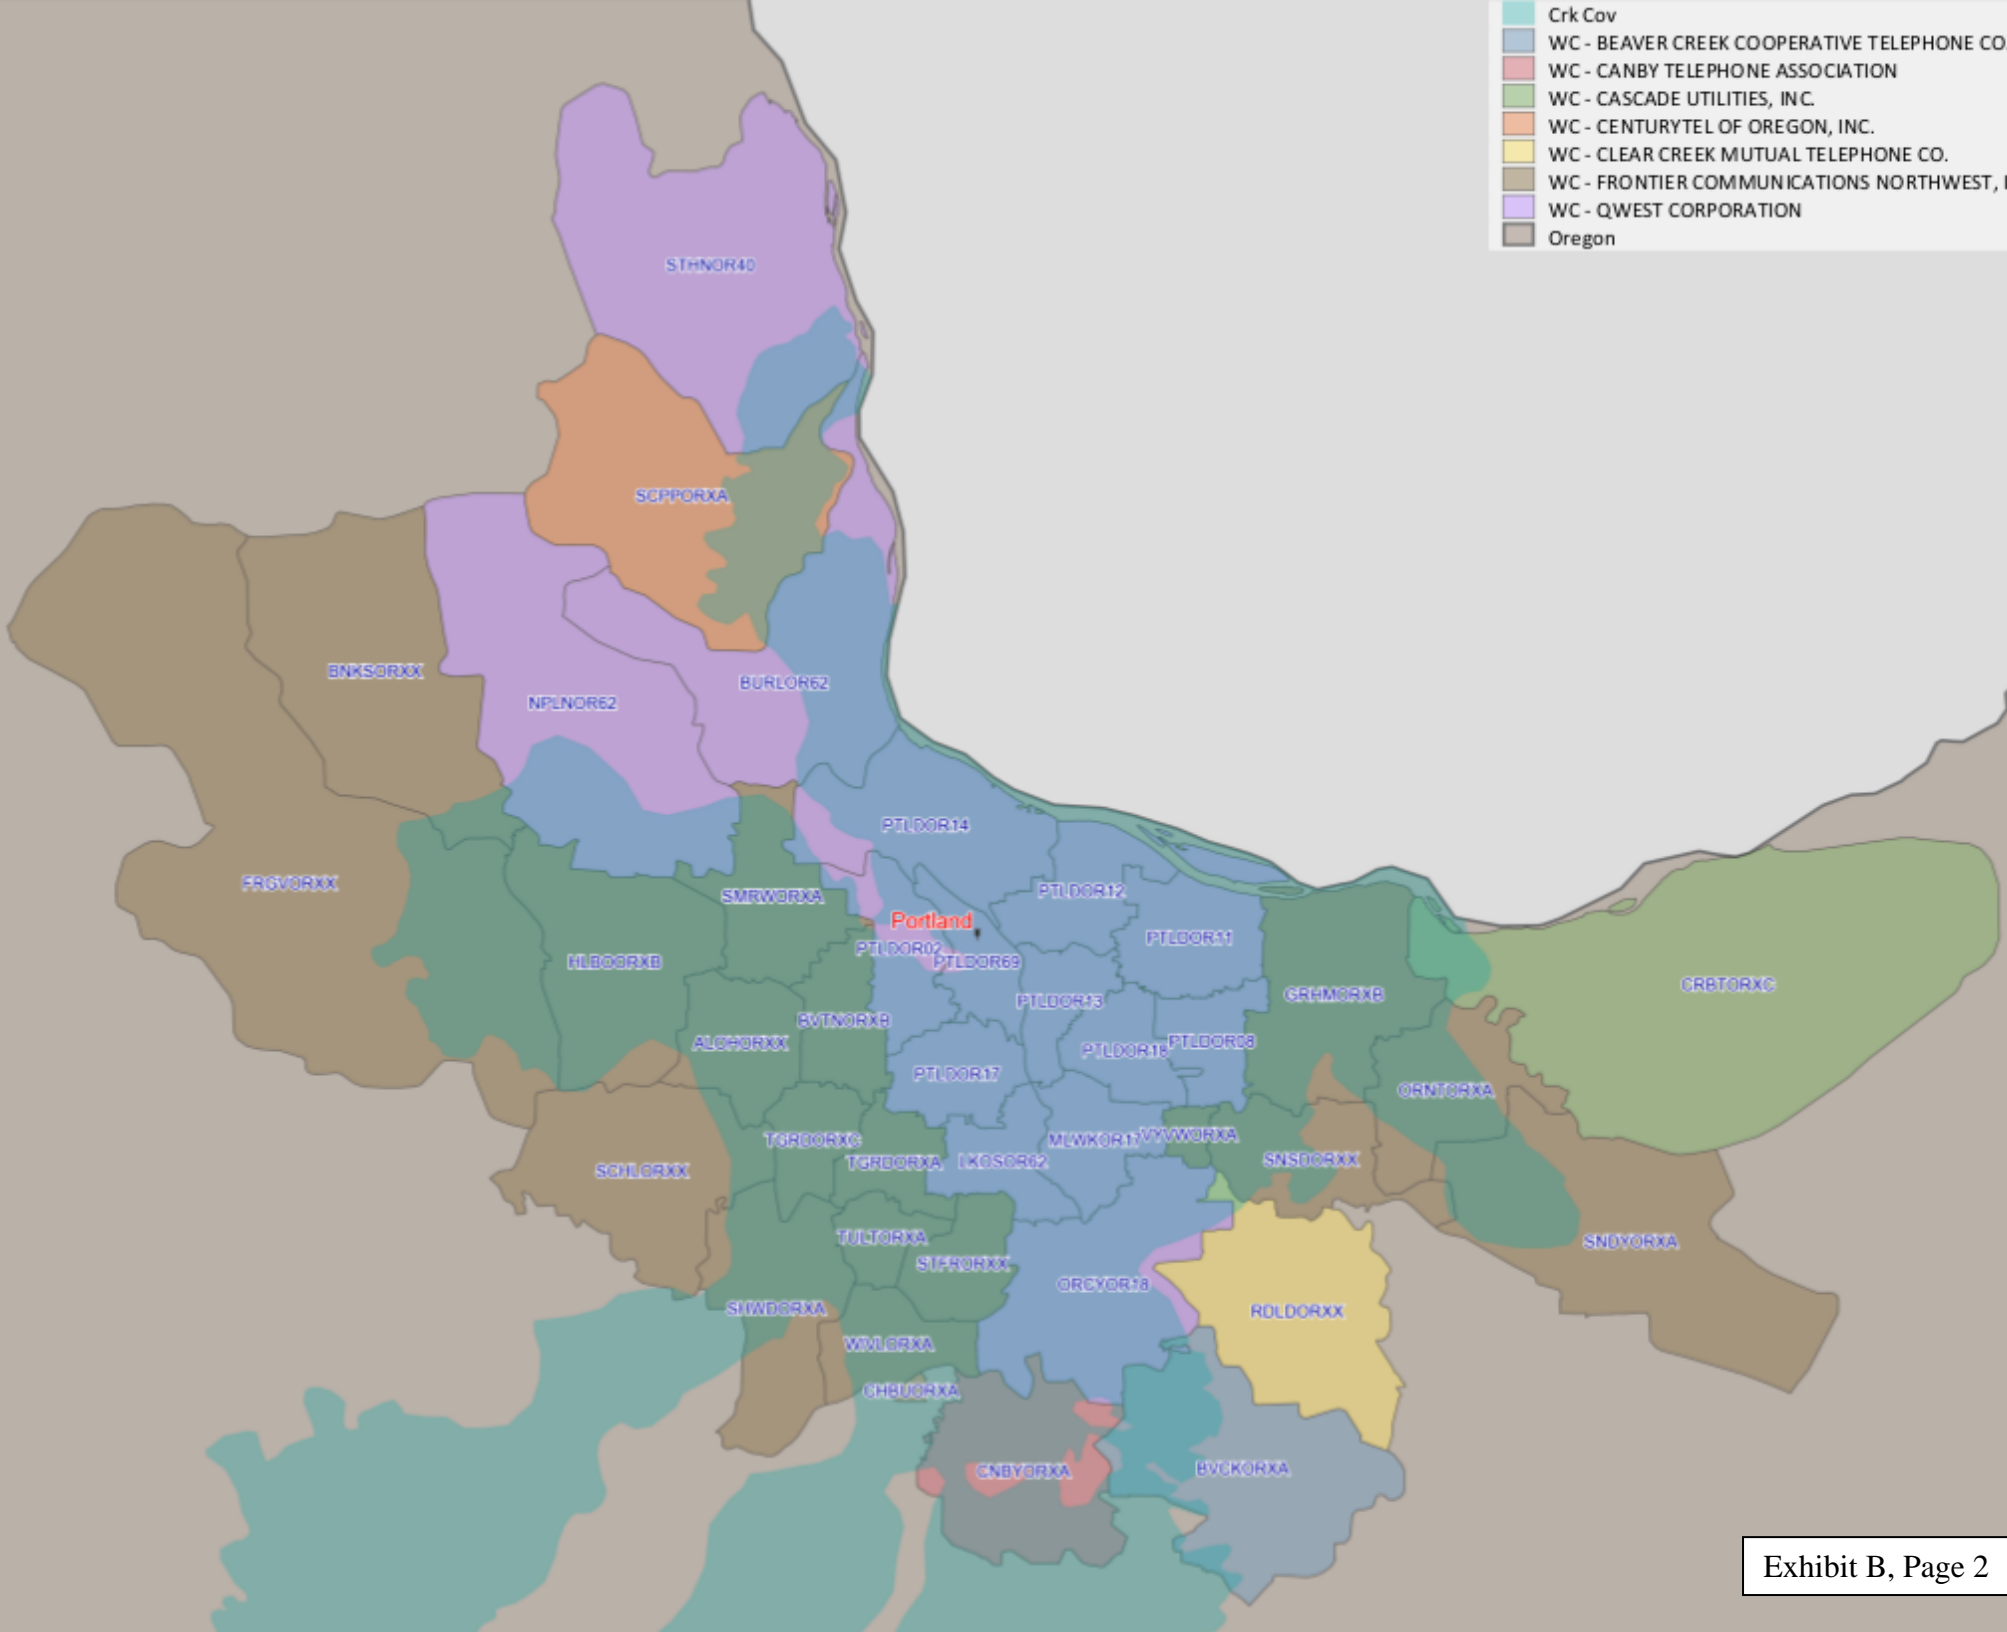 Crk Cov
WC - BEAVER CREEK COOPERATIVE TELEPHONE CO.
WC - CANBY TELEPHONE ASSOCIATION
WC - CASCADE UTILITIES, INC.
WC - CENTURYTEL OF OREGON, INC.
WC - CLEAR CREEK MUTUAL TELEPHONE CO.
WC - FRONTIER COMMUNICATIONS NORTHWEST,
WC - QWEST CORPORATION
Oregon
STHNOR40
SCPPORXA
BNKSORXX
NPLNOR62
BURLOR62
PTLDOR14
FRGVORXX
SMRWORXA
PTLDOR12
Portland
PTLDOR11
PTLDOR02
HLBOORXB
PTLDOR69
CRBTORXC
GRHMORXB
PTLDOR13
BVTNORXB
ALOHORXX
PTLDOR18
PTLDOR08
PTLDOR17
ORNTORXA
TGRDORXC
MLWKOR17
VYVWORXA
TGRDORXA
LKOSOR62
SNSDORXX
SCHLORXX
TULTORXA
SNDYORXA
STFRORXX
ORCYOR18
SHWDORXA
RDLDORXX
WIVLORXA
CHBUORXA
CNBYORXA
BVCKORXA
Exhibit B, Page 2